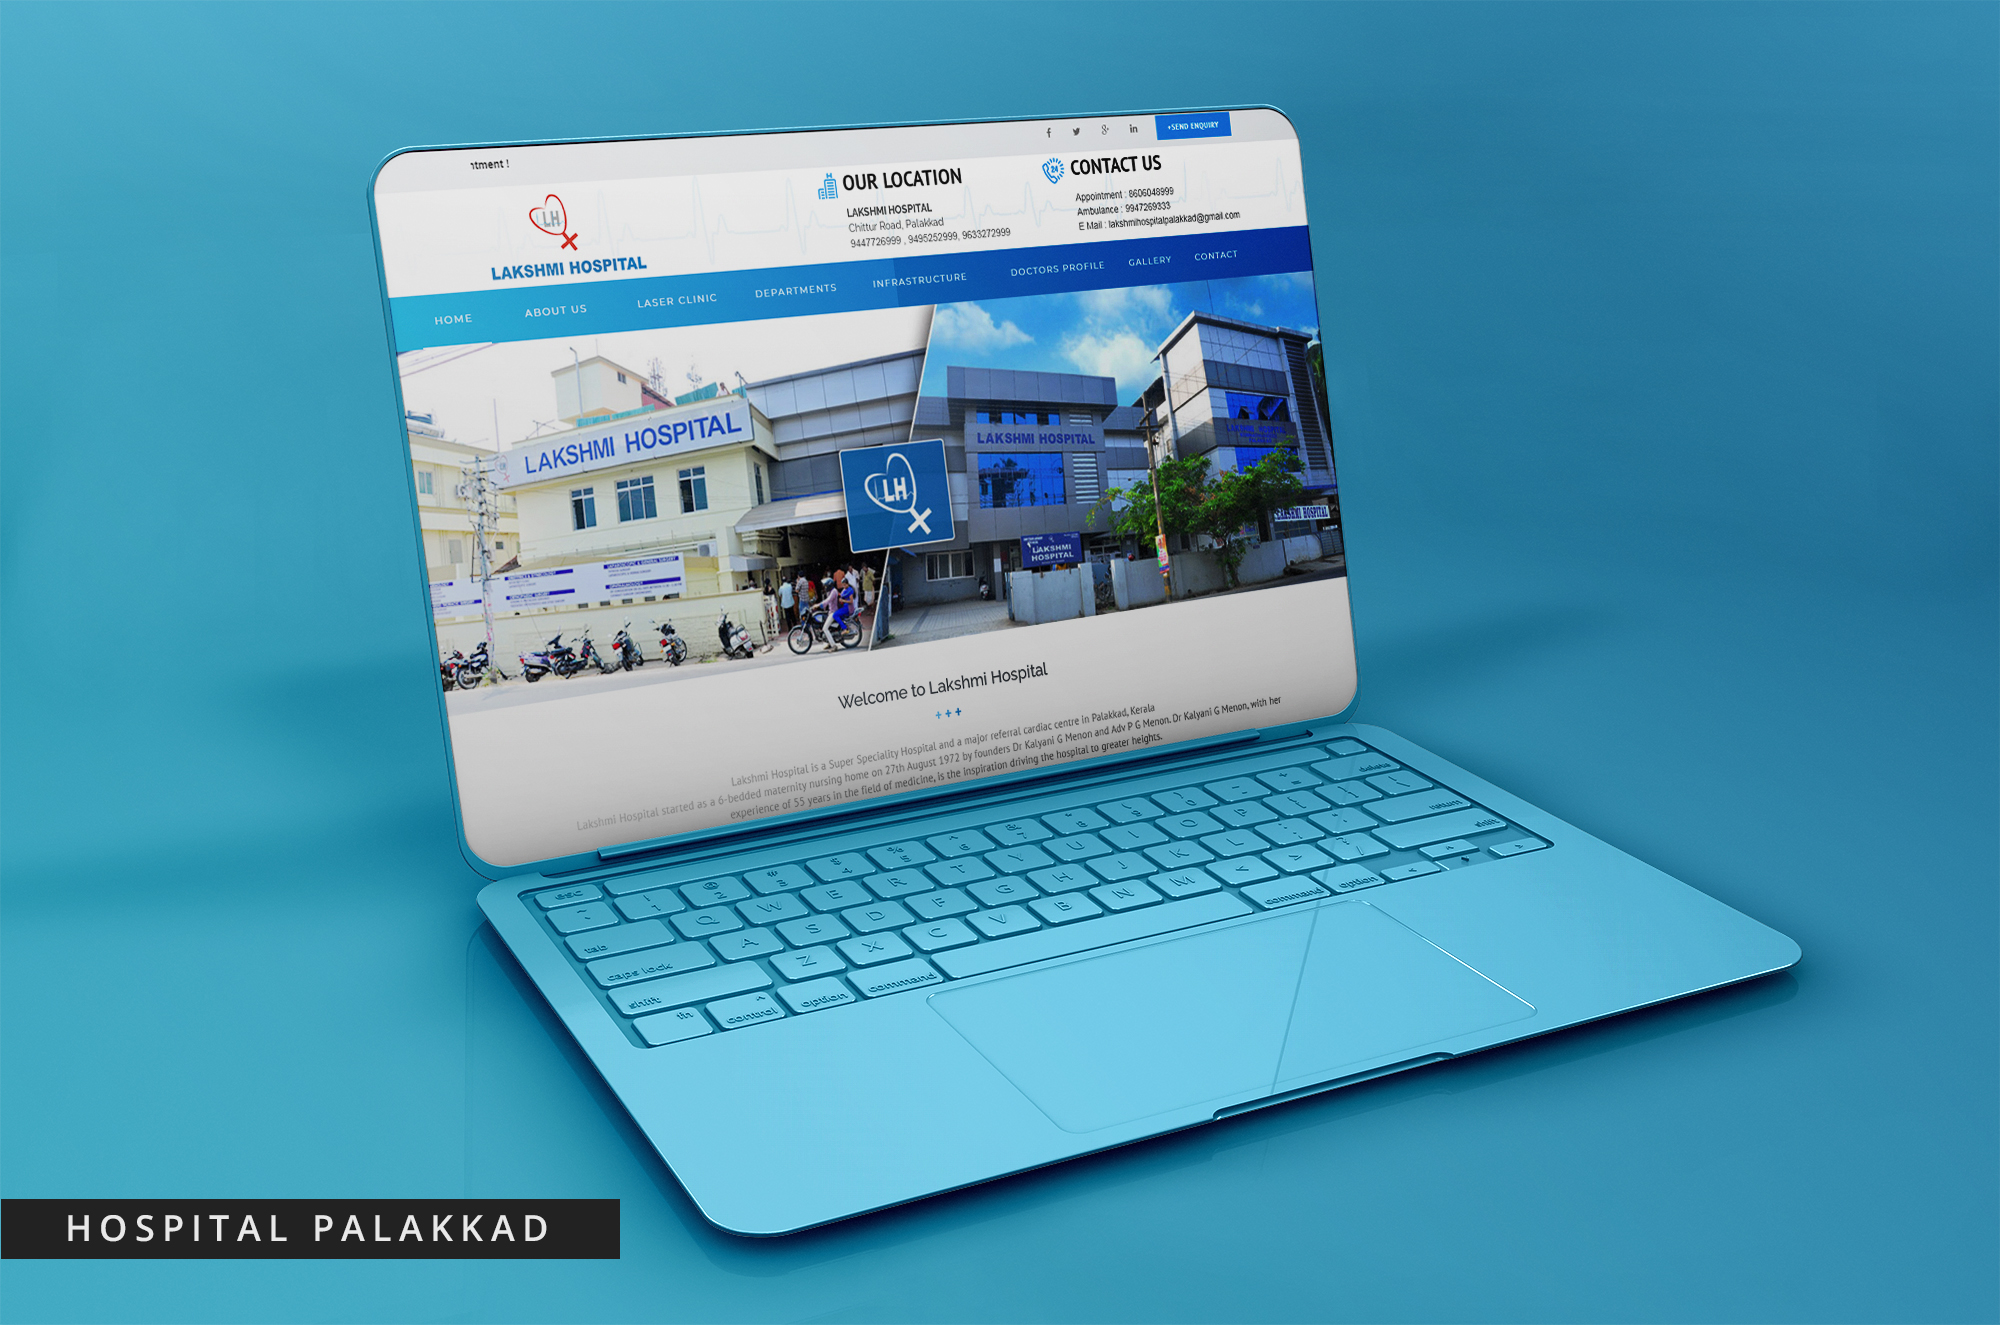 ntment !
+SEND ENQUIRY
LH
LAKSHMI HOSPITAL
OUR LOCATION
LAKSHMI HOSPITAL
Chittur Road, Palakkad
9447726999 , 9495252999, 9633272999
CONTACT US
Appointment : 8606048999
Ambulance : 9947269333
E Mail : lakshmihospitalpalakkad@gmail.com
HOME
ABOUT US
LASER CLINIC
DEPARTMENTS
INFRASTRUCTURE
DOCTORS PROFILE
GALLERY
CONTACT
LAKSHMI HOSPITAL
LH
LAKSHMI HOSPITAL
LAKSHMI HOSPITAL
LAKSHMI
HOSPITAL
LAKSHMI HOSPITAL
Welcome to Lakshmi Hospital
+++
Lakshmi Hospital is a Super Speciality Hospital and a major referral cardiac centre in Palakkad, Kerala
Lakshmi Hospital started as a 6-bedded maternity nursing home on 27th August 1972 by founders Dr Kalyani G Menon and Adv P G Menon. Dr Kalyani G Menon, with her
experience of 55 years in the field of medicine, is the inspiration driving the hospital to greater heights.
esc
delete
tab Q W E R T Y U I O P
return
caps lock A S D F G H J K L
shift Z X C V B N M < >
shift
fn control option command
command option
HOSPITAL PALAKKAD